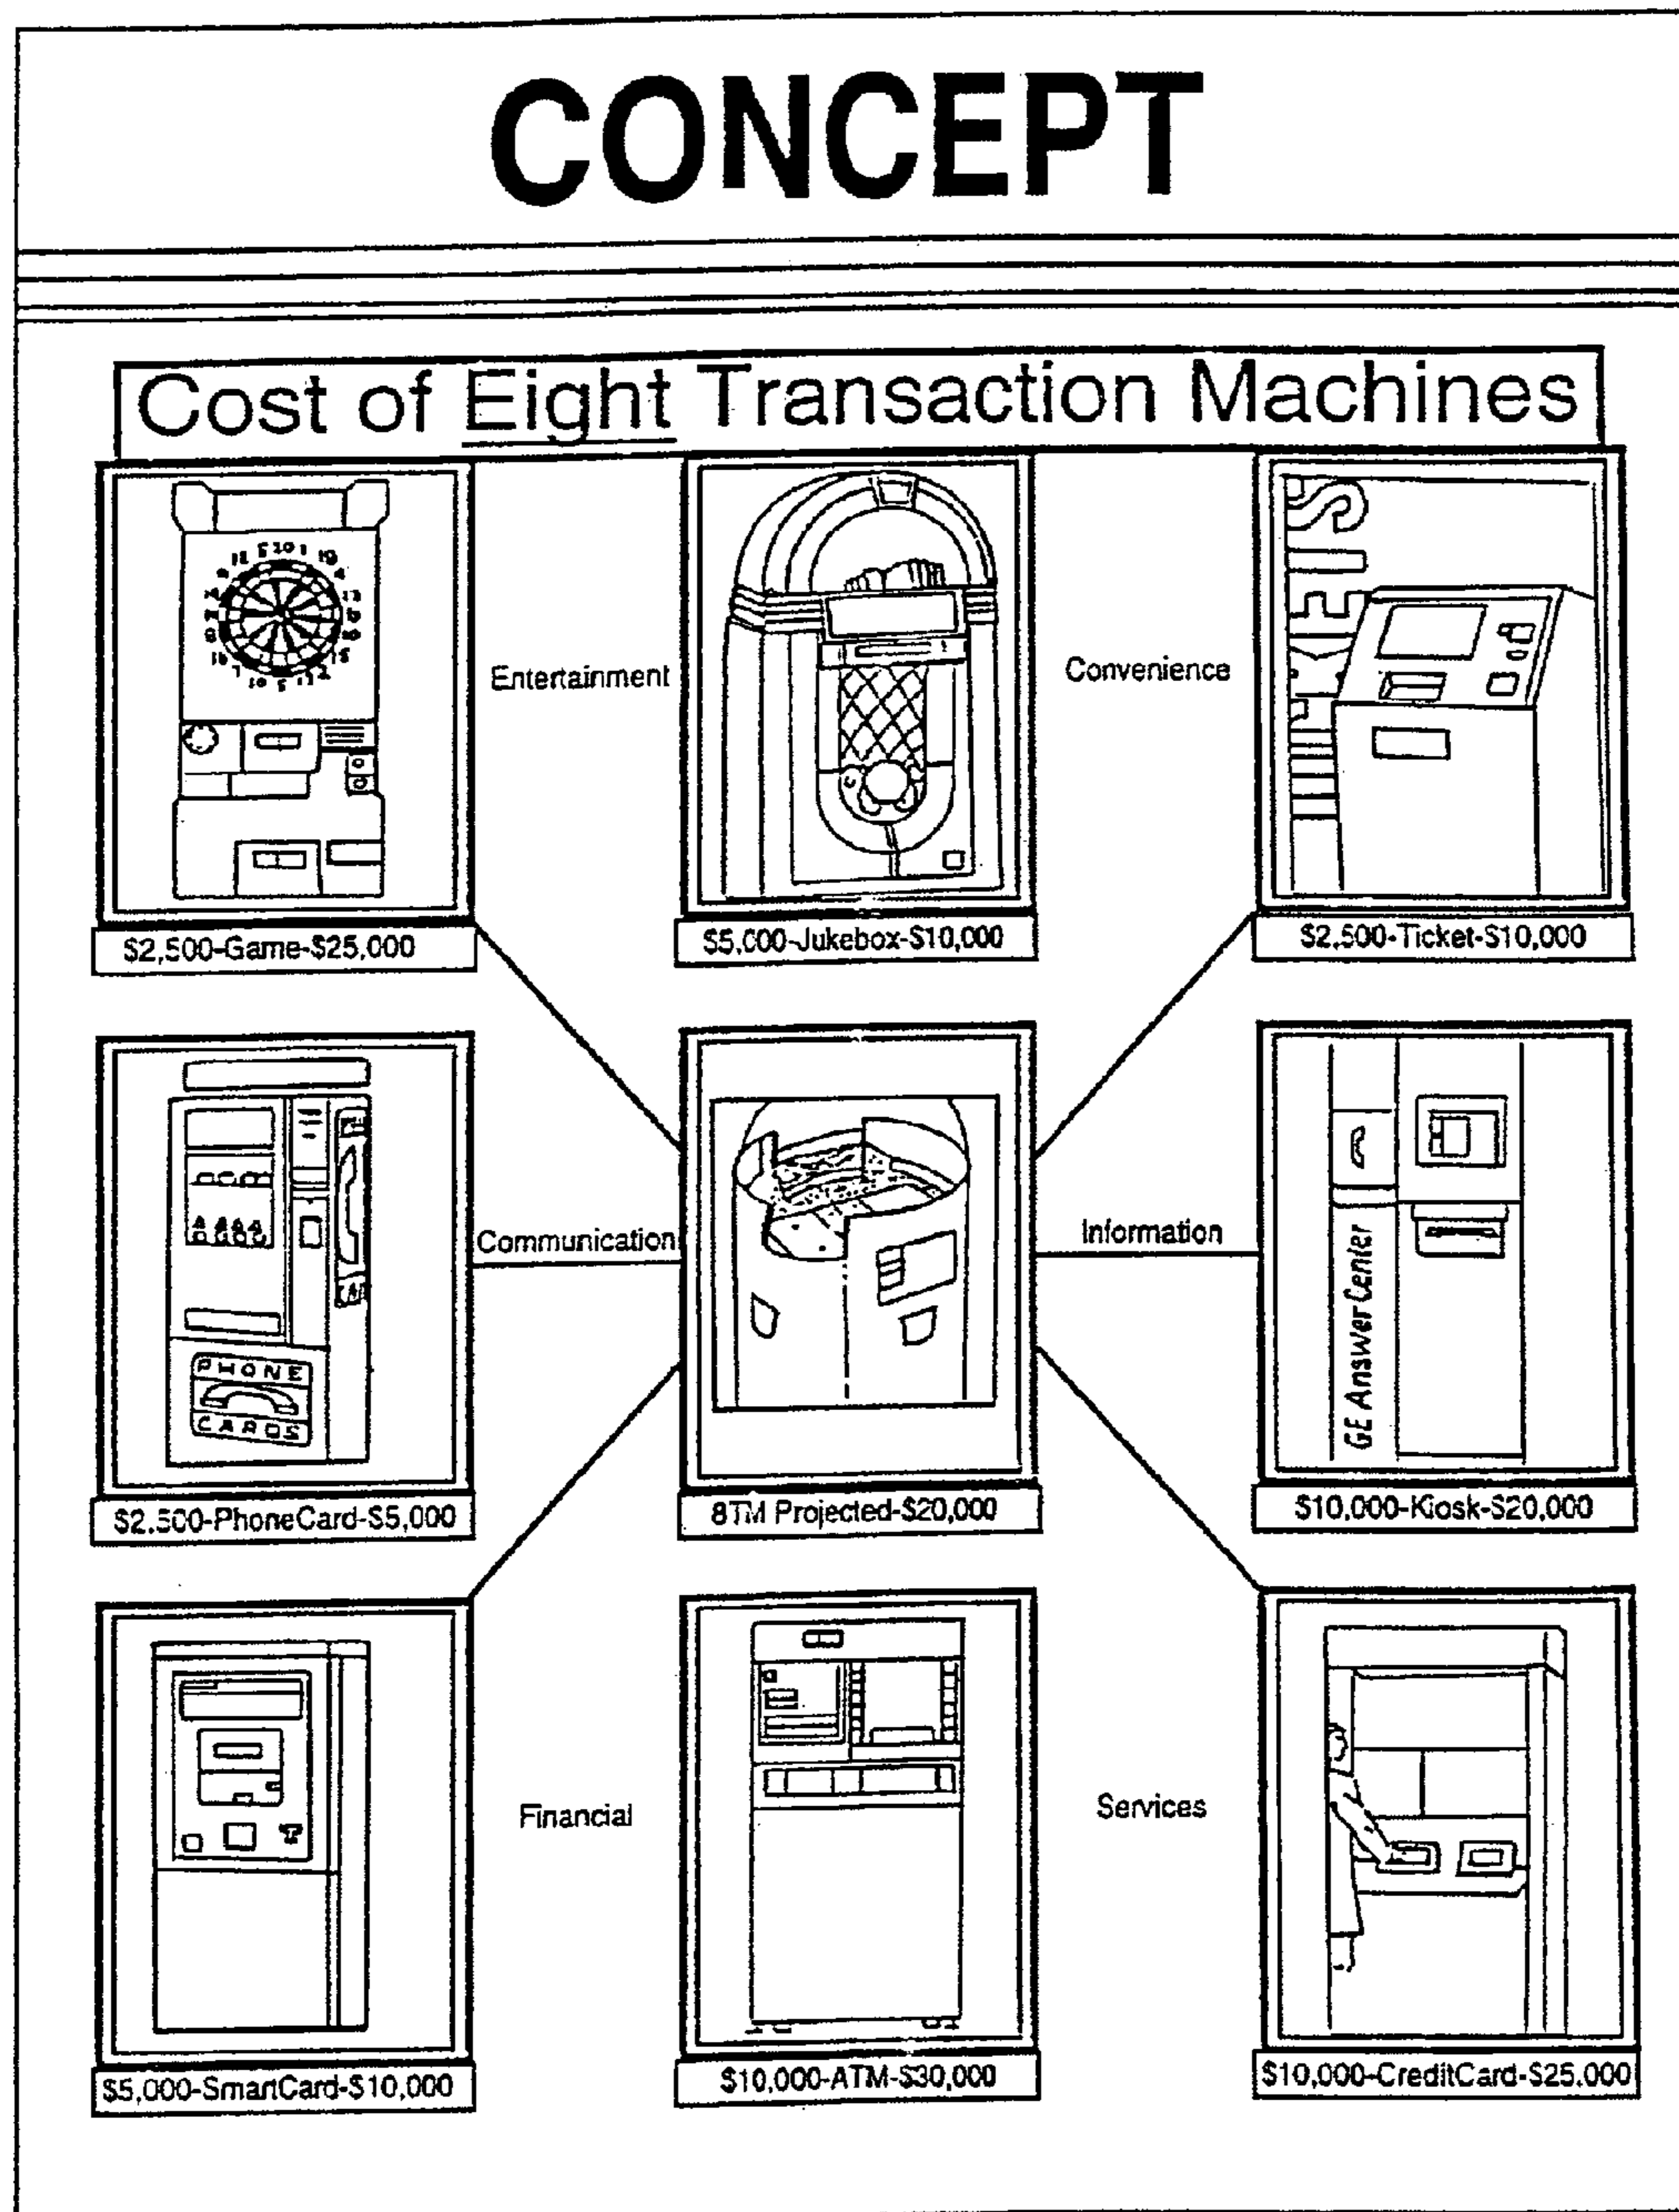 CONCEPT
Cost of Eight Transaction Machines
Entertainment
Convenience
TICKETS
$2,500-Game-$25,000
$5,000-Jukebox-$10,000
$2,500-Ticket-$10,000
Communication
Information
GE Answer Center
PHONE
CARDS
$2,500-PhoneCard-$5,000
8TM Projected-$20,000
$10,000-Kiosk-$20,000
Financial
Services
$5,000-SmartCard-$10,000
$10,000-ATM-$30,000
$10,000-CreditCard-$25,000